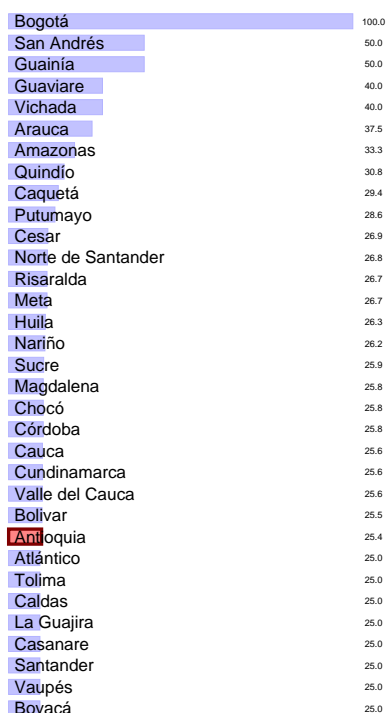 Bogotá 100.0
San Andrés 50.0
Guainía 50.0
Guaviare 40.0
Vichada 40.0
Arauca 37.5
Amazonas 33.3
Quindío 30.8
Caquetá 29.4
Putumayo 28.6
Cesar 26.9
Norte de Santander 26.8
Risaralda 26.7
Meta 26.7
Huila 26.3
Nariño 26.2
Sucre 25.9
Magdalena 25.8
Chocó 25.8
Córdoba 25.8
Cauca 25.6
Cundinamarca 25.6
Valle del Cauca 25.6
Bolivar 25.5
Antioquia 25.4
Atlántico 25.0
Tolima 25.0
Caldas 25.0
La Guajira 25.0
Casanare 25.0
Santander 25.0
Vaupés 25.0
Boyacá 25.0